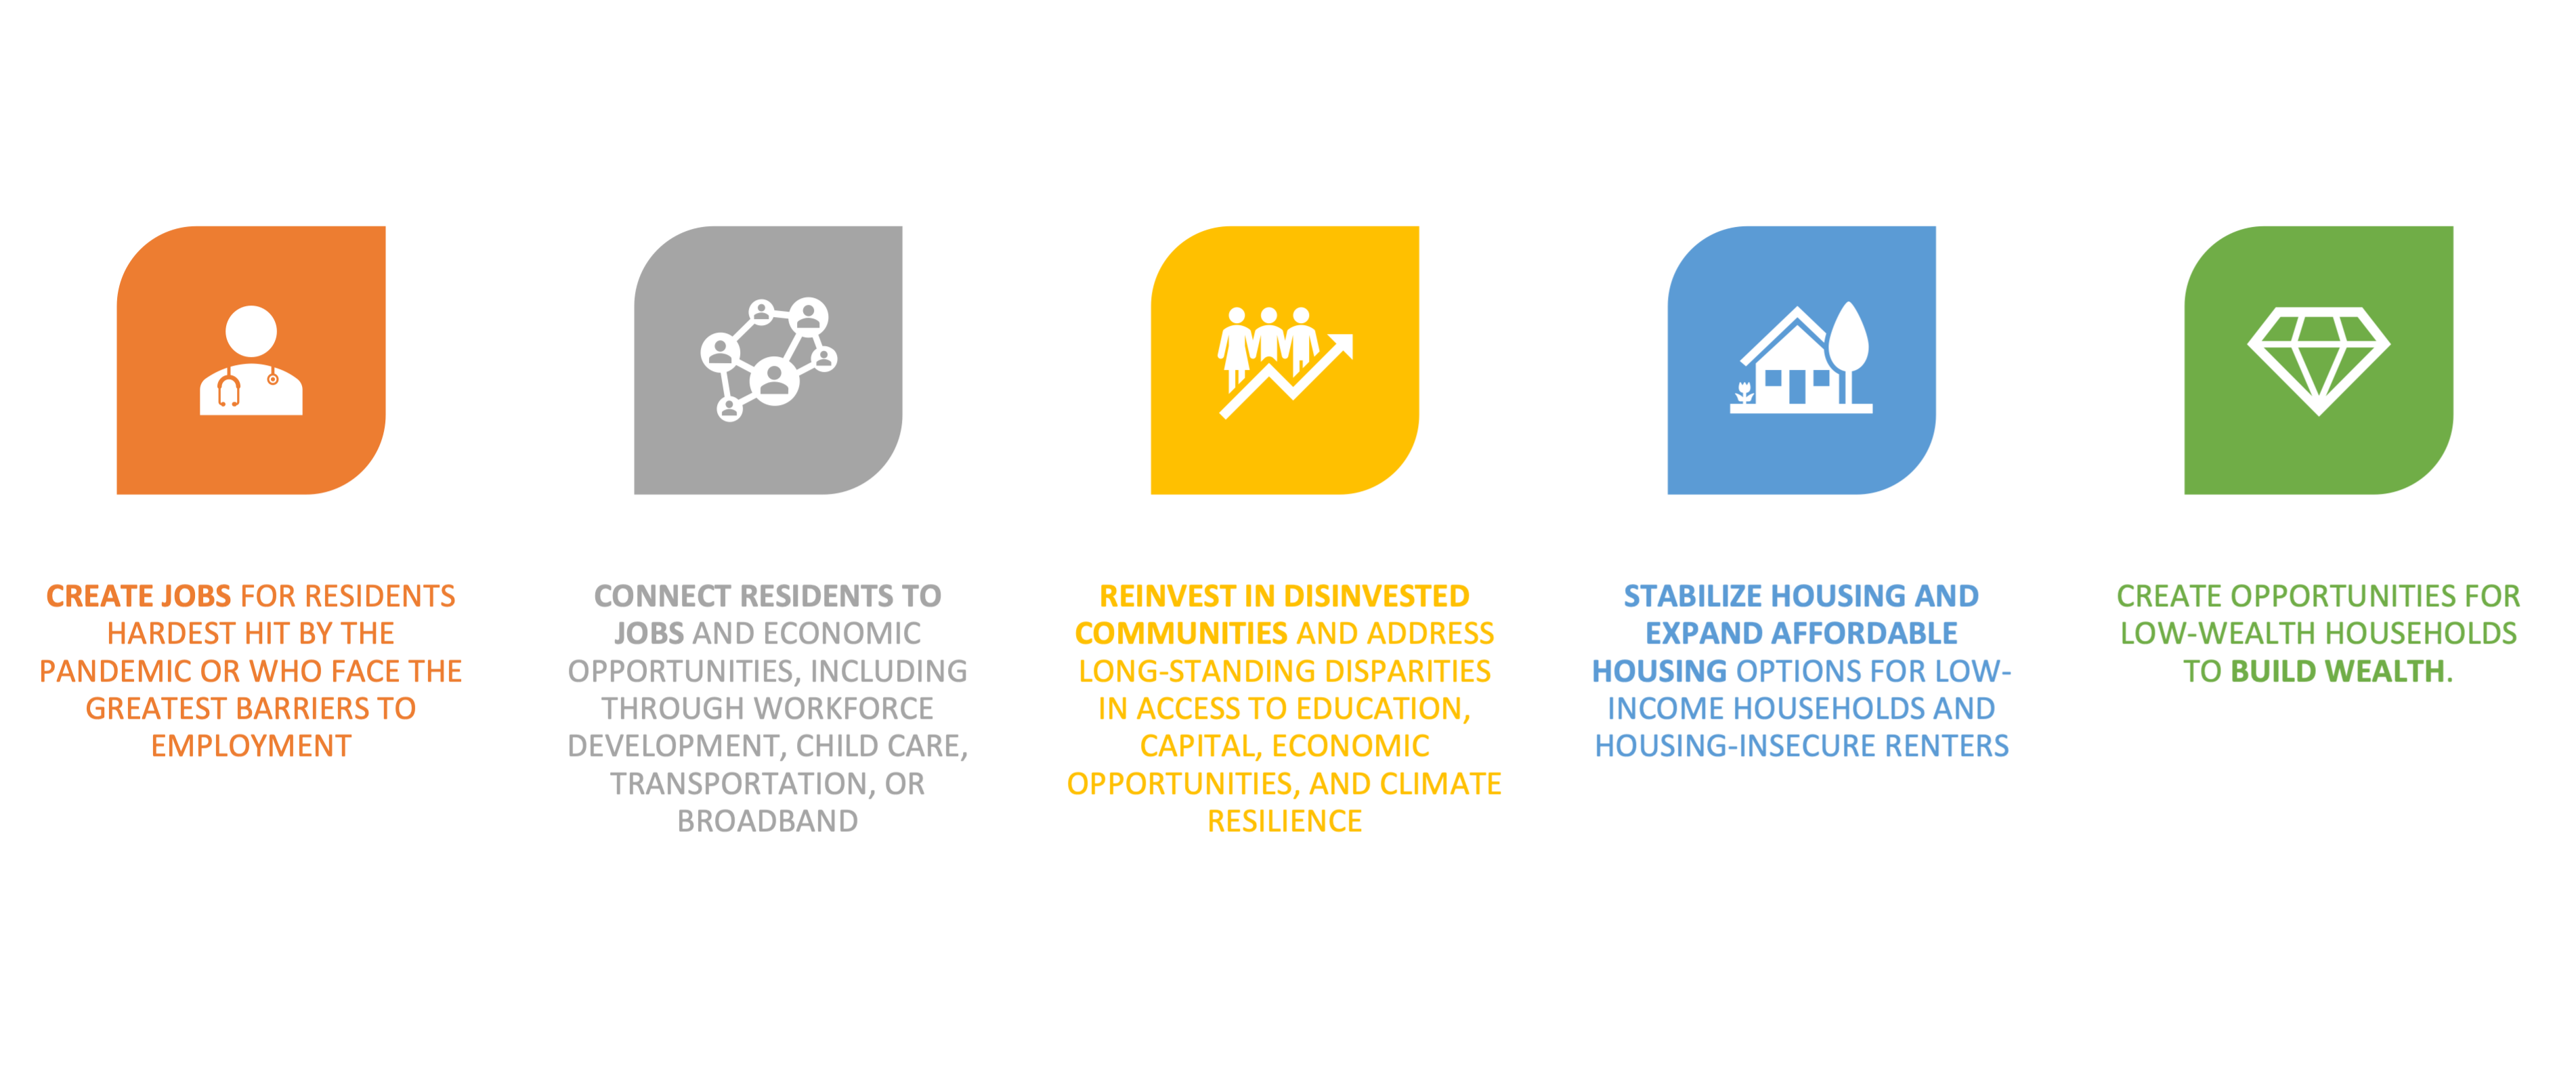 CREATE JOBS FOR RESIDENTS
HARDEST HIT BY THE
PANDEMIC OR WHO FACE THE
GREATEST BARRIERS TO
EMPLOYMENT
CONNECT RESIDENTS TO
JOBS AND ECONOMIC
OPPORTUNITIES, INCLUDING
THROUGH WORKFORCE
DEVELOPMENT, CHILD CARE,
TRANSPORTATION, OR
BROADBAND
REINVEST IN DISINVESTED
COMMUNITIES AND ADDRESS
LONG-STANDING DISPARITIES
IN ACCESS TO EDUCATION,
CAPITAL, ECONOMIC
OPPORTUNITIES, AND CLIMATE
RESILIENCE
STABILIZE HOUSING AND
EXPAND AFFORDABLE
HOUSING OPTIONS FOR LOW-
INCOME HOUSEHOLDS AND
HOUSING-INSECURE RENTERS
CREATE OPPORTUNITIES FOR
LOW-WEALTH HOUSEHOLDS
TO BUILD WEALTH.